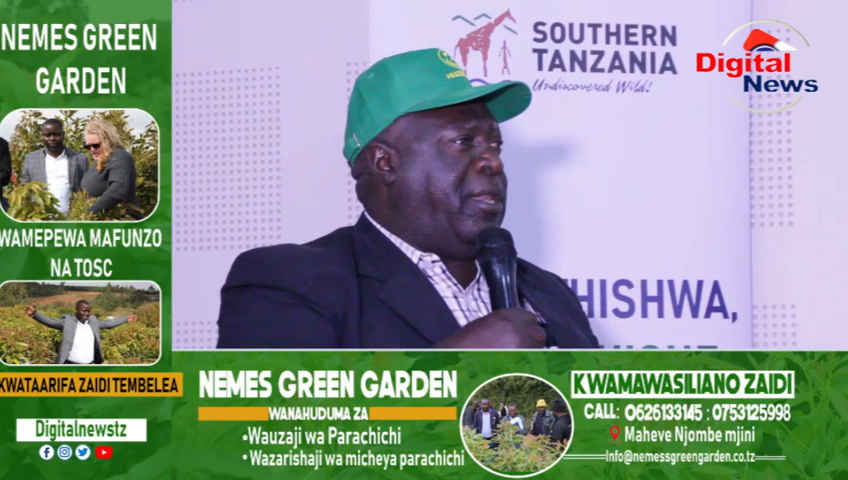 NEMES GREEN
GARDEN
WAMEPEWA MAFUNZO
NA TOSC
KWATAARIFA ZAIDI TEMBELEA
Digitalnewstz
SOUTHERN
TANZANIA
Undiscovered Wild!
Digital
News
THISHWA,
NEMES GREEN GARDEN
WANAHUDUMA ZA
•Wauzaji wa Parachichi
•Wazarishaji wa micheya parachichi
KWAMAWASILIANO ZAIDI
CALL: 0626133145 : 0753125998
Maheve Njombe mjini
Info@nemessgreengarden.co.tz